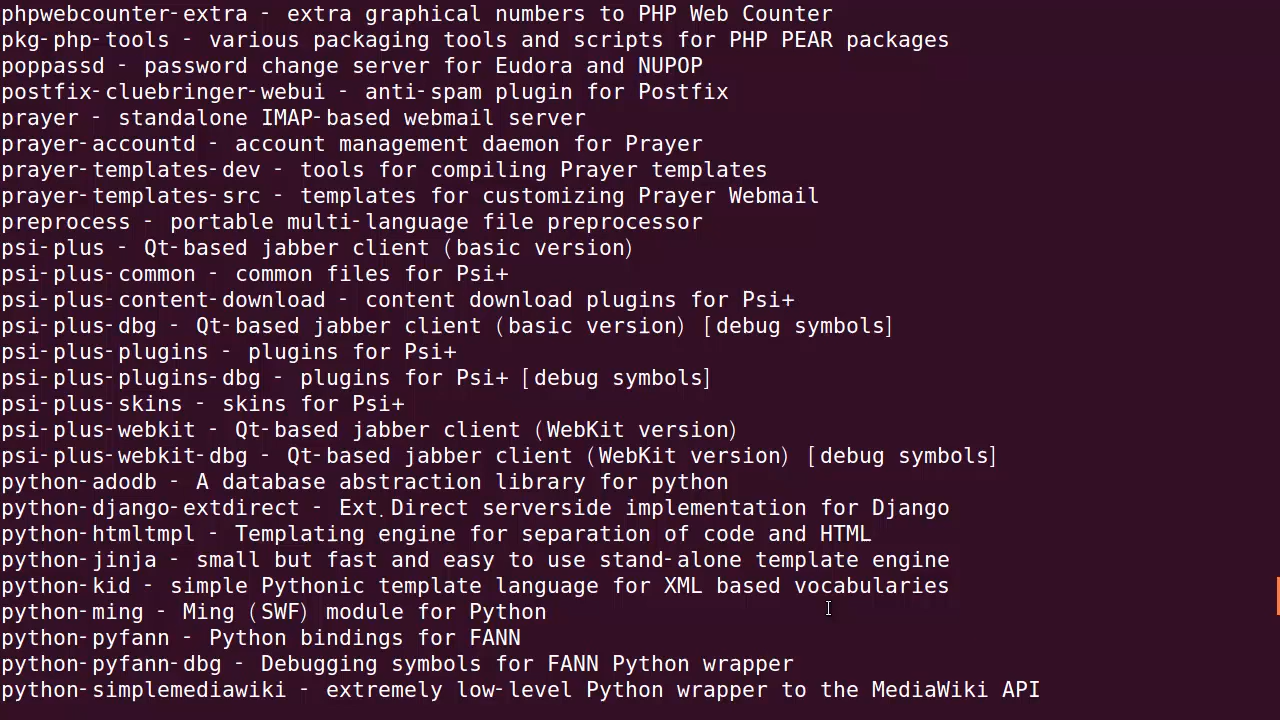 phpwebcounter-extra - extra graphical numbers to PHP Web Counter
pkg-php-tools - various packaging tools and scripts for PHP PEAR packages
poppassd - password change server for Eudora and NUPOP
postfix-cluebringer-webui - anti-spam plugin for Postfix
prayer - standalone IMAP-based webmail server
prayer-accountd - account management daemon for Prayer
prayer-templates-dev - tools for compiling Prayer templates
prayer-templates-src - templates for customizing Prayer Webmail
preprocess - portable multi-language file preprocessor
psi-plus - Qt-based jabber client (basic version)
psi-plus-common - common files for Psi+
psi-plus-content-download - content download plugins for Psi+
psi-plus-dbg - Qt-based jabber client (basic version) [debug symbols]
psi-plus-plugins - plugins for Psi+
psi-plus-plugins-dbg - plugins for Psi+ [debug symbols]
psi-plus-skins - skins for Psi+
psi-plus-webkit - Qt-based jabber client (WebKit version)
psi-plus-webkit-dbg - Qt-based jabber client (WebKit version) [debug symbols]
python-adodb - A database abstraction library for python
python-django-extdirect - Ext.Direct serverside implementation for Django
python-htmltmpl - Templating engine for separation of code and HTML
python-jinja - small but fast and easy to use stand-alone template engine
python-kid - simple Pythonic template language for XML based vocabularies
python-ming - Ming (SWF) module for Python
python-pyfann - Python bindings for FANN
python-pyfann-dbg - Debugging symbols for FANN Python wrapper
python-simplemediawiki - extremely low-level Python wrapper to the MediaWiki API